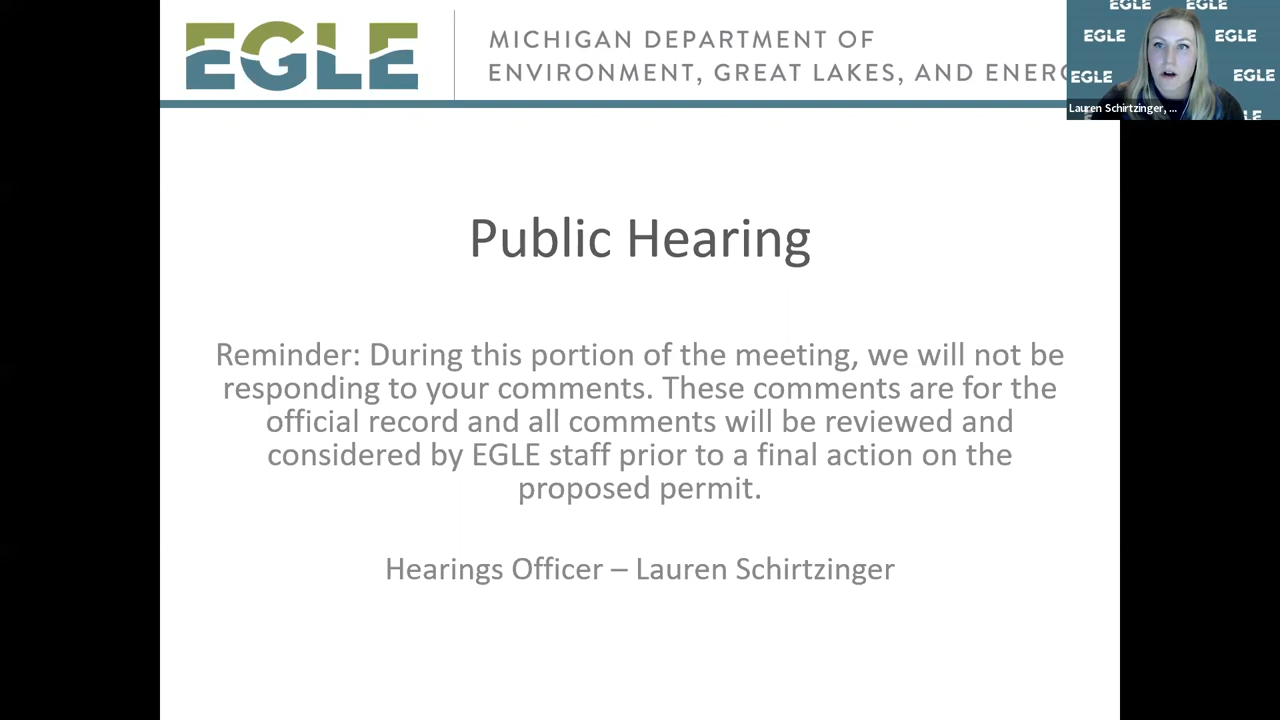 EGLE
MICHIGAN DEPARTMENT OF
ENVIRONMENT, GREAT LAKES, AND ENERG
EGLE EGLE
EGLE EGLE
EGLE EGLE
LE
Lauren Schirtzinger, ...
Public Hearing
Reminder: During this portion of the meeting, we will not be
responding to your comments. These comments are for the
official record and all comments will be reviewed and
considered by EGLE staff prior to a final action on the
proposed permit.
Hearings Officer – Lauren Schirtzinger